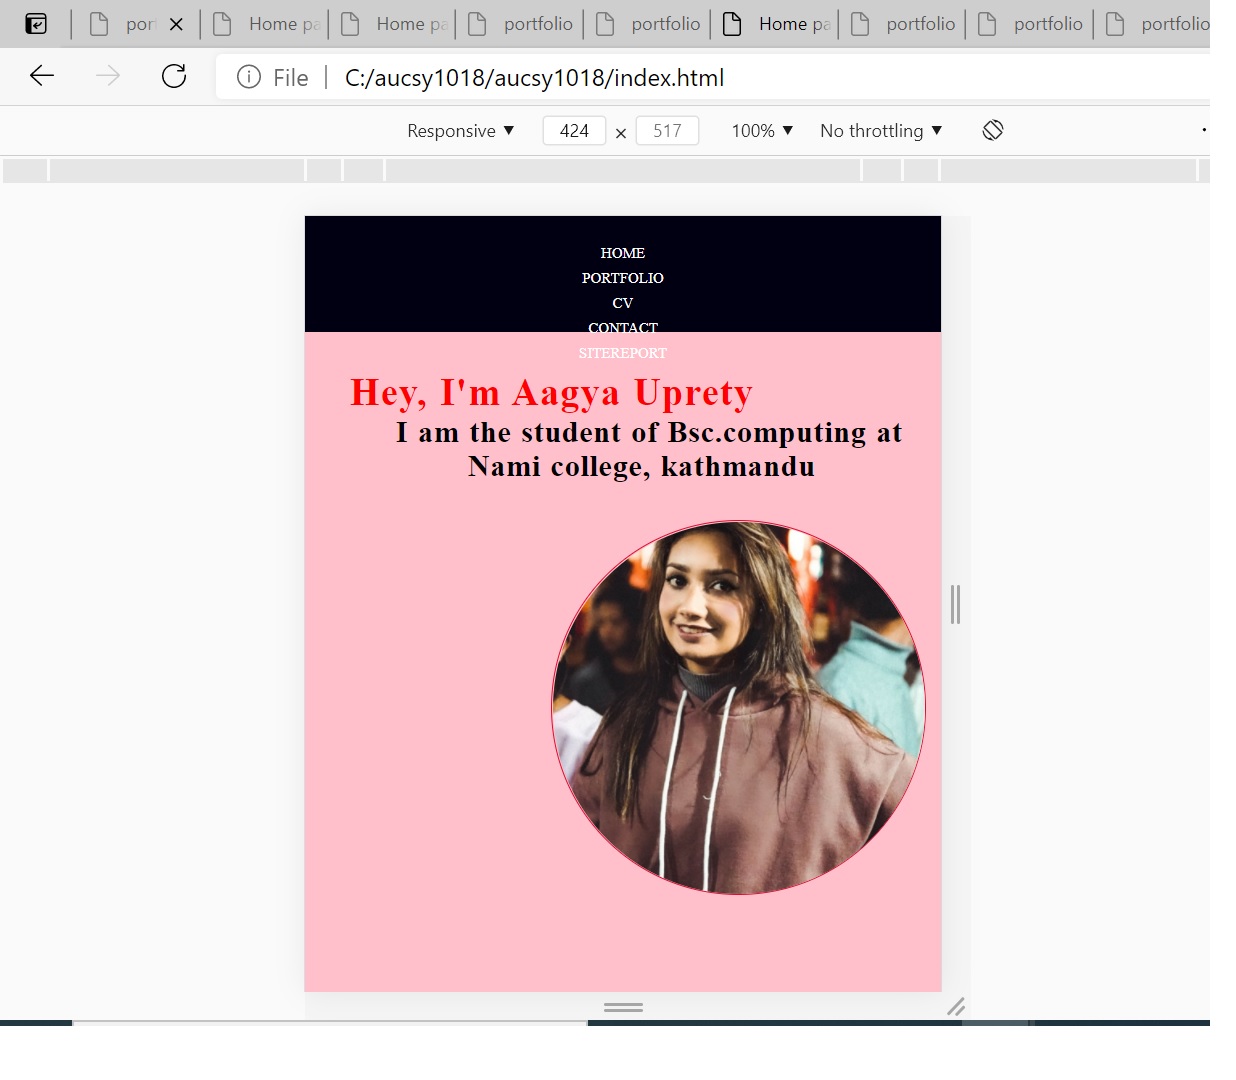 por
Home pa
Home pa
portfolio
portfolio
Home pa
portfolio
portfolio
portfolio
File | C:/aucsy1018/aucsy1018/index.html
Responsive ▼ 424 × 517 100% ▼ No throttling ▼
HOME
PORTFOLIO
CV
CONTACT
SITEREPORT
Hey, I'm Aagya Uprety
I am the student of Bsc.computing at
Nami college, kathmandu